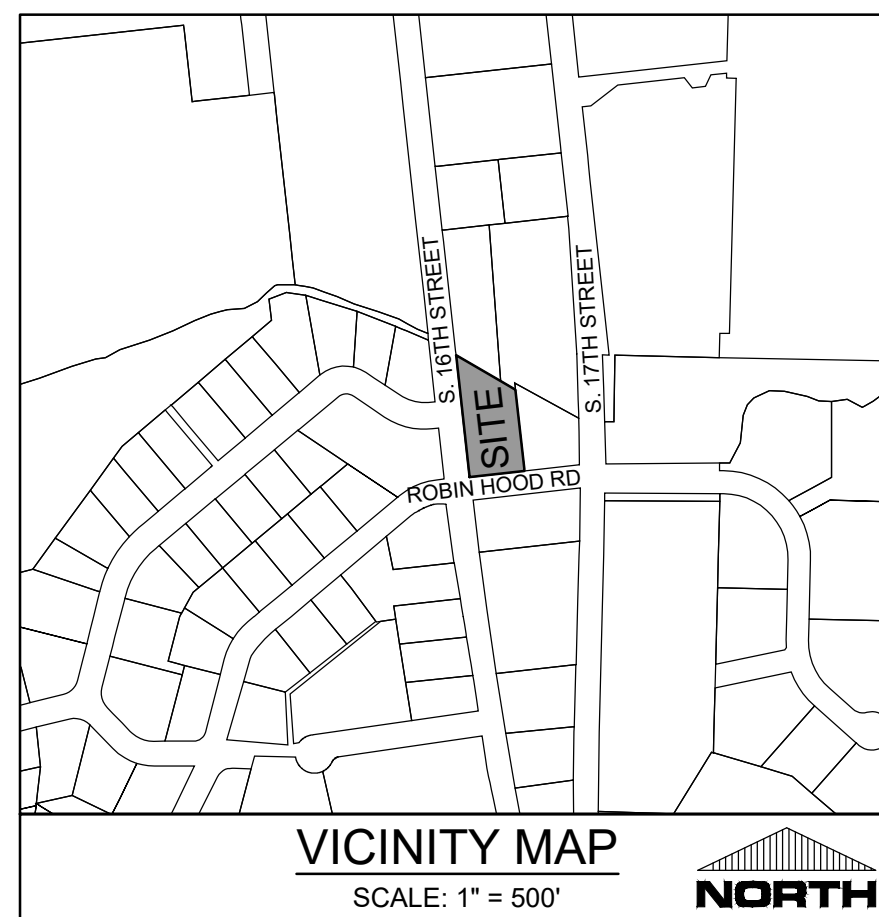 S. 16TH STREET
S. 17TH STREET
SITE
ROBIN HOOD RD
VICINITY MAP
SCALE: 1" = 500'
NORTH